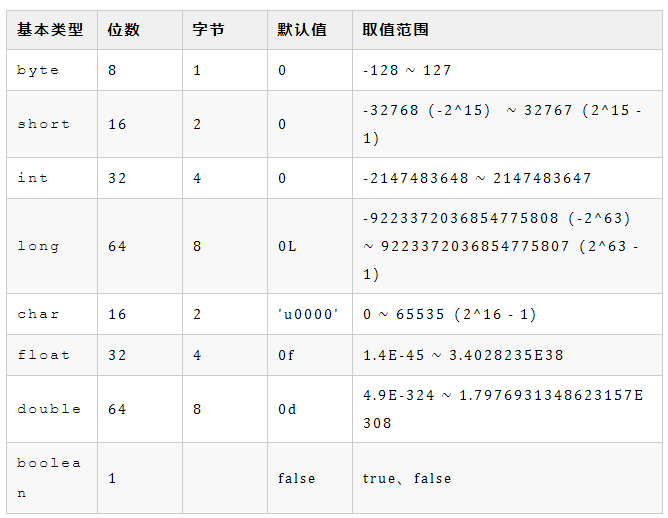 基本类型 位数 字节 默认值 取值范围
byte 8 1 0 -128 ~ 127
short 16 2 0 -32768（-2^15） ~ 32767（2^15 -
1）
int 32 4 0 -2147483648 ~ 2147483647
long 64 8 0L -9223372036854775808（-2^63）
~ 9223372036854775807（2^63 -
1）
char 16 2 'u0000' 0 ~ 65535（2^16 - 1）
float 32 4 0f 1.4E-45 ~ 3.4028235E38
double 64 8 0d 4.9E-324 ~ 1.7976931348623157E
308
boolea
n 1 false true、false